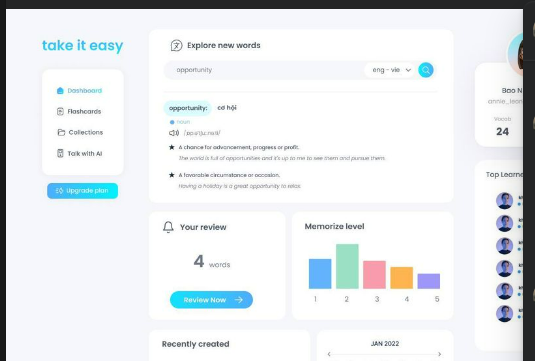 take it easy
Dashboard
Flashcards
Collections
Talk with AI
Upgrade plan
Explore new words
opportunity
eng - vie
opportunity:
cơ hội
noun
A chance for advancement, progress or profit.
the world is full of opportunities and it's up to me to see them and pursue them.
A favorable circumstance or occasion.
Having a holiday is a great opportunity to relax.
Your review
4 words
Review Now
Memorize level
1 2 3 4 5
Recently created
JAN 2022
Bao N
Words
24
Top Learne